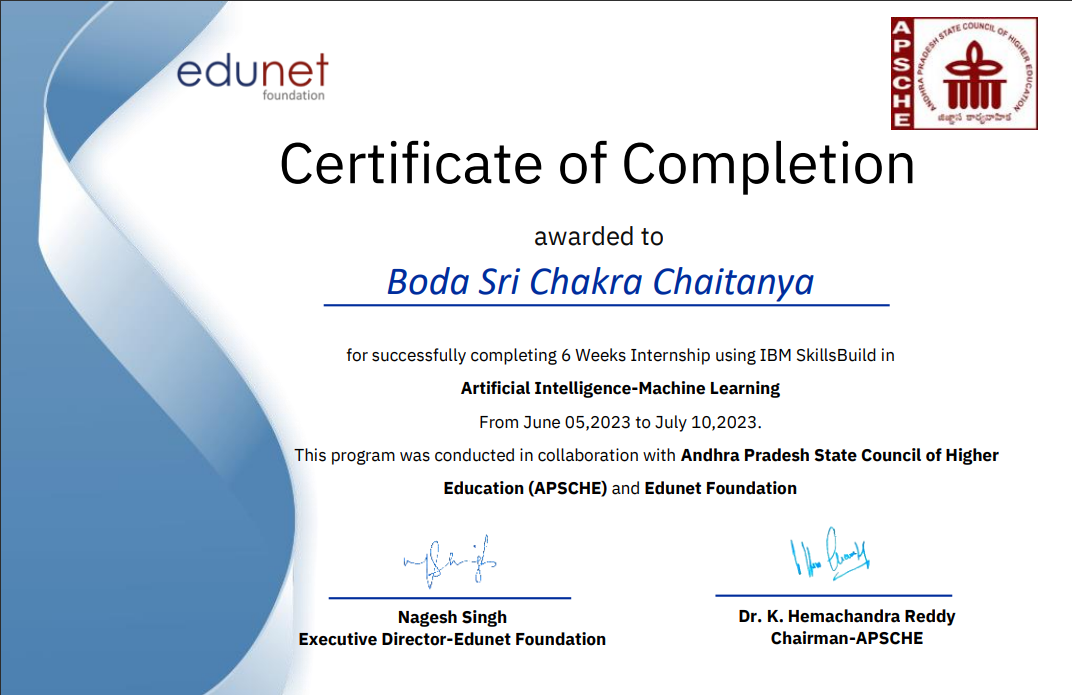 edunet
foundation
APSCHE
ANDHRA PRADESH STATE COUNCIL OF HIGHER EDUCATION
జిజ్ఞాస కార్యవాహిక
Certificate of Completion
awarded to
Boda Sri Chakra Chaitanya
for successfully completing 6 Weeks Internship using IBM SkillsBuild in
Artificial Intelligence-Machine Learning
From June 05,2023 to July 10,2023.
This program was conducted in collaboration with Andhra Pradesh State Council of Higher
Education (APSCHE) and Edunet Foundation
Nagesh Singh
Executive Director-Edunet Foundation
Dr. K. Hemachandra Reddy
Chairman-APSCHE